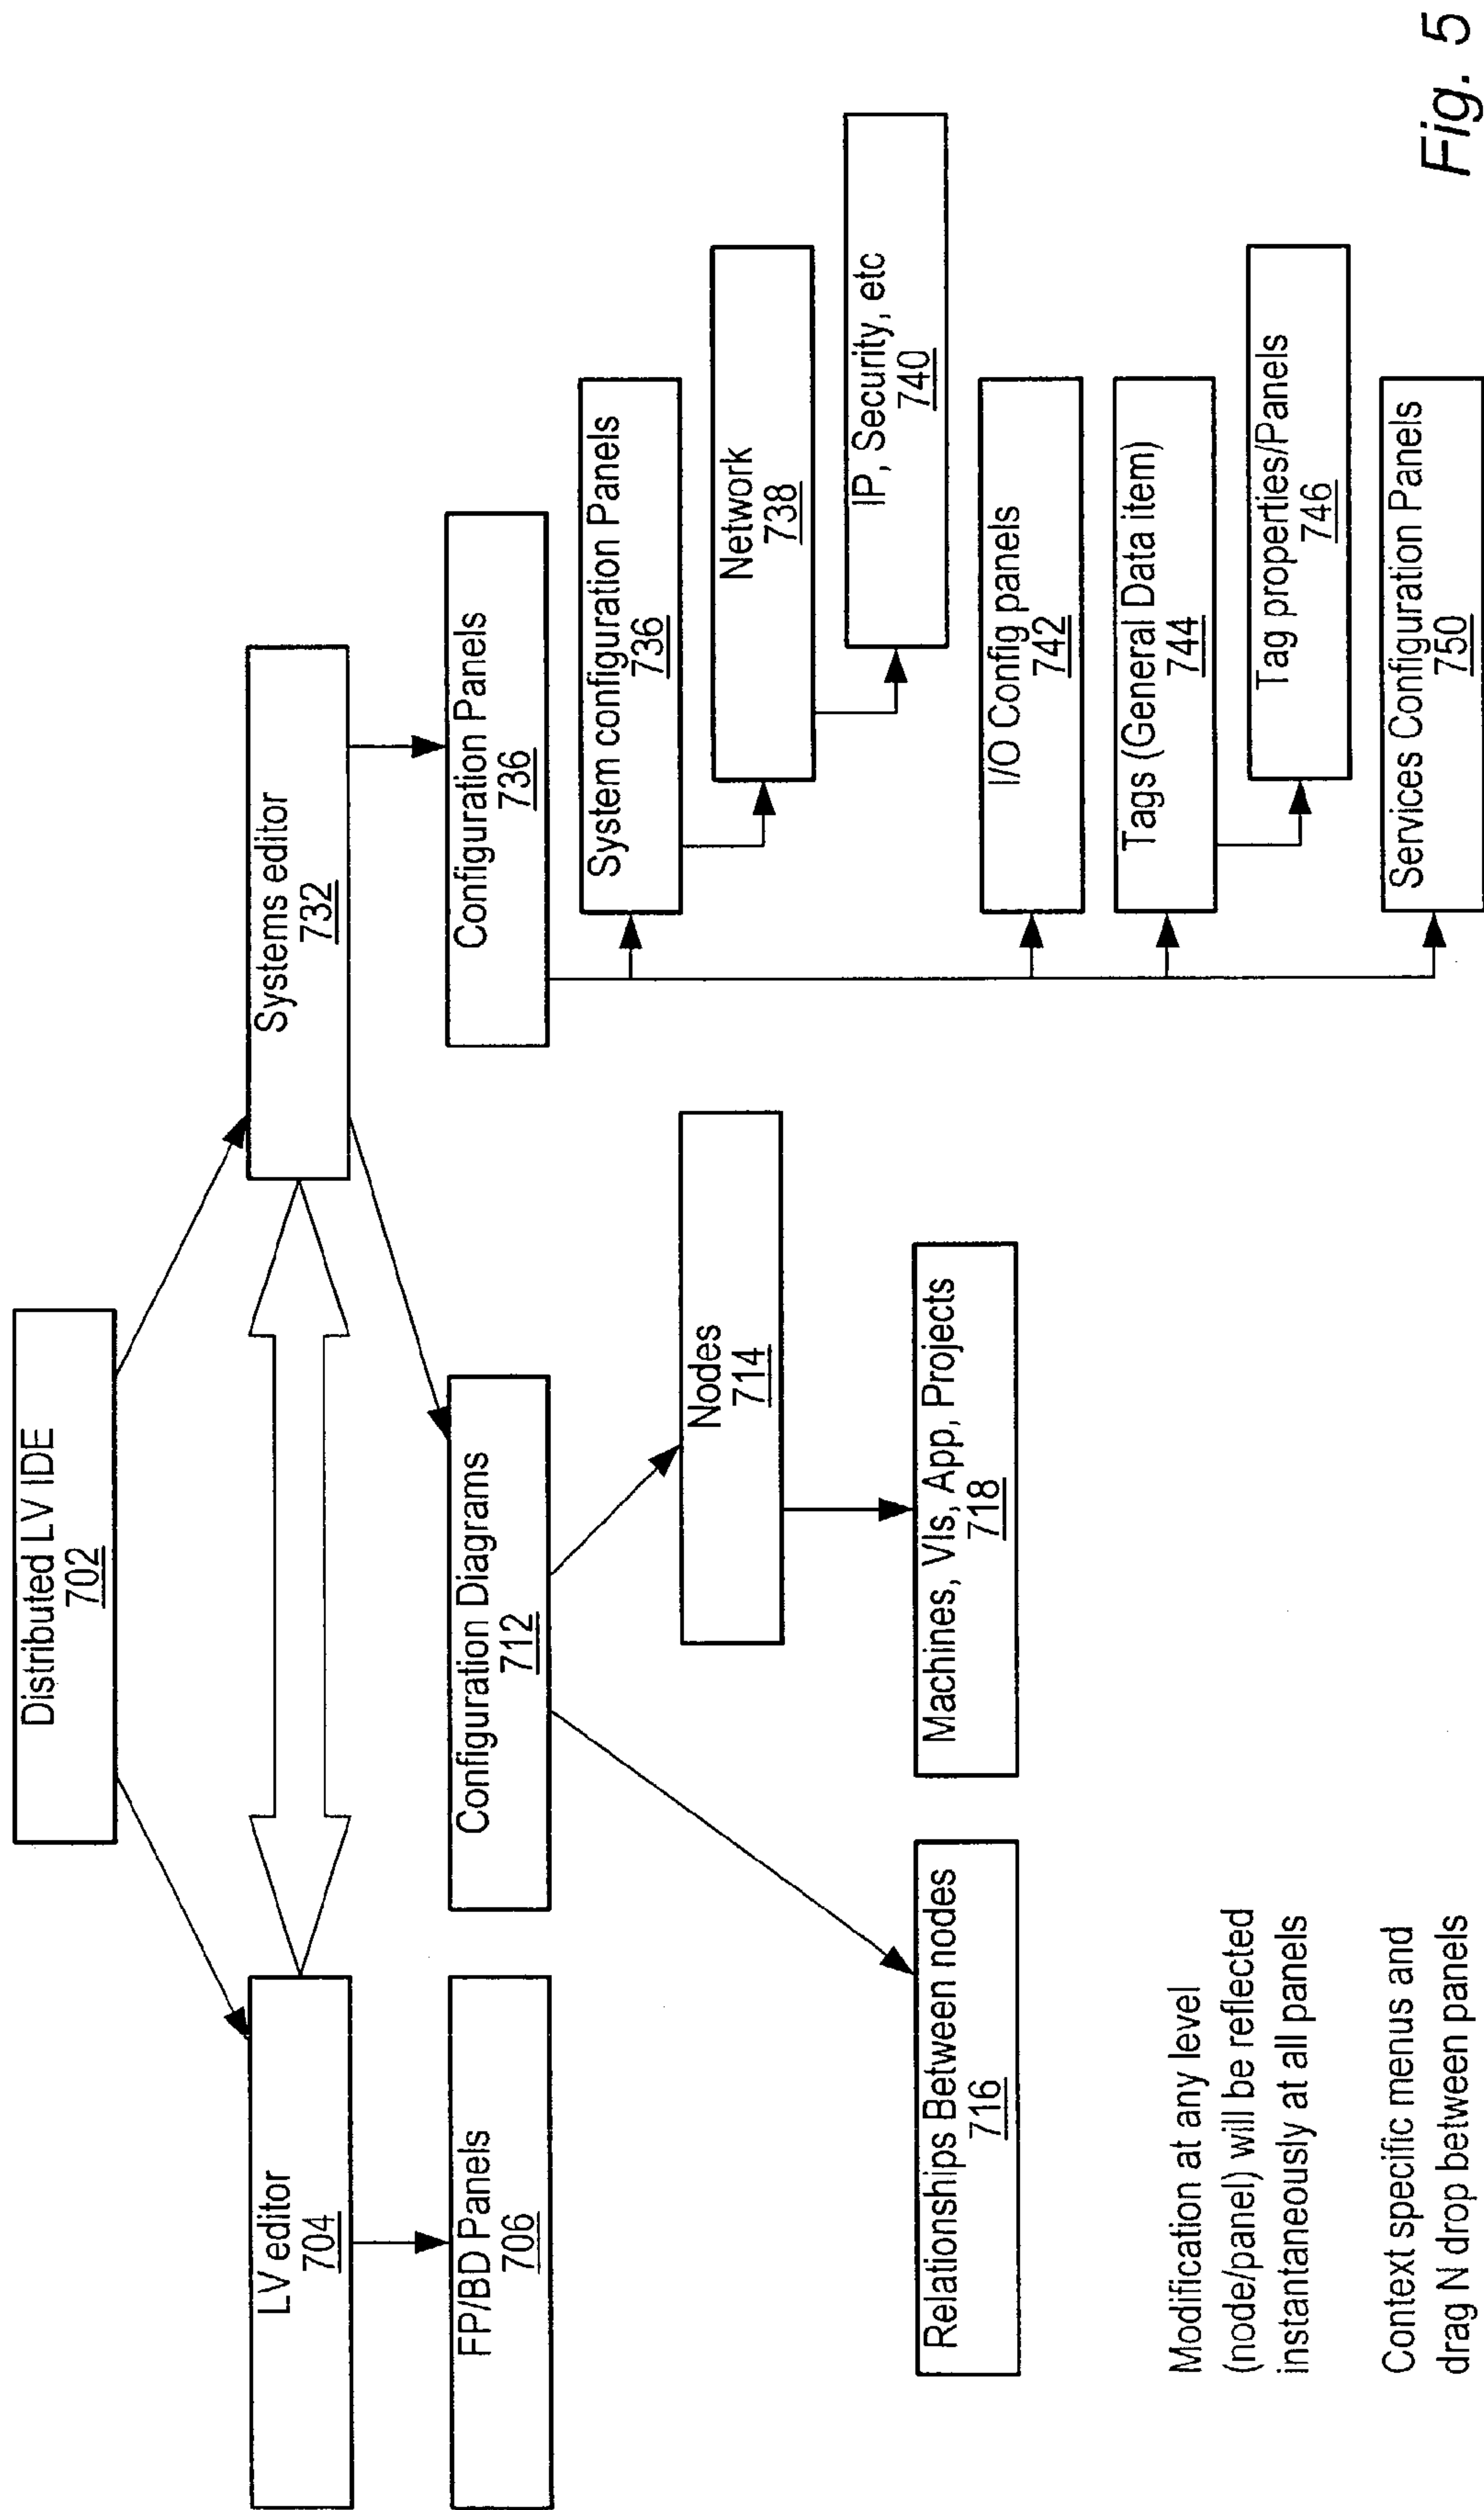 Distributed LV IDE
702
LV editor
704
Systems editor
732
FP/BD Panels
706
Configuration Diagrams
712
Configuration Panels
736
System configuration Panels
736
Nodes
714
Network
738
IP, Security, etc
740
Relationships Between nodes
716
Machines, VIs, App, Projects
718
I/O Config panels
742
Tags (General Data item)
744
Tag properties/Panels
746
Services Configuration Panels
750
Modification at any level
(node/panel) will be reflected
instantaneously at all panels
Context specific menus and
drag N drop between panels
Fig. 5